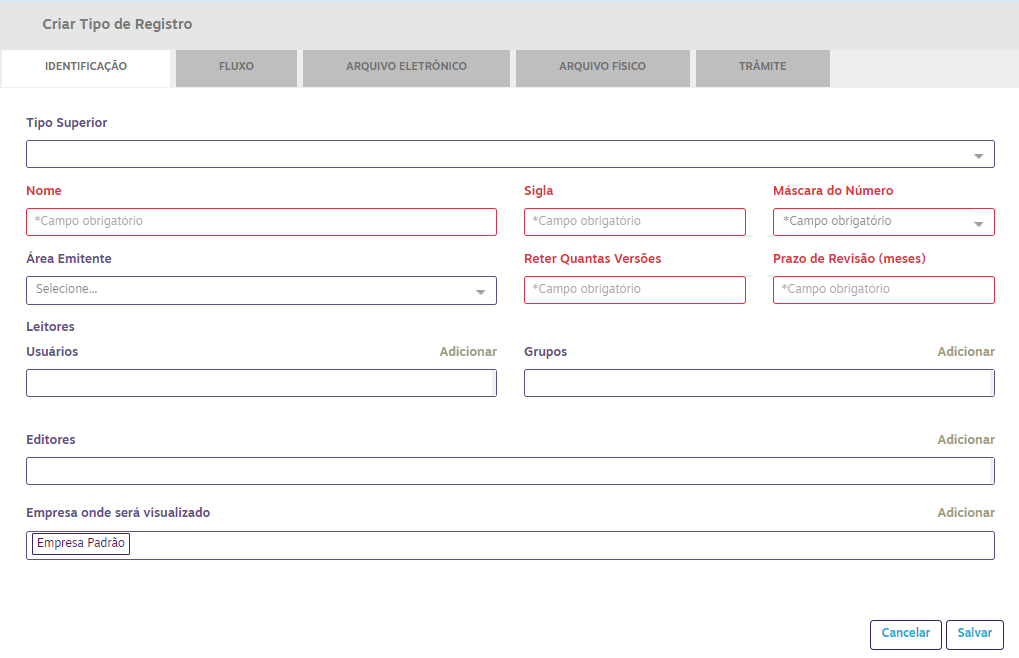 Criar Tipo de Registro
IDENTIFICAÇÃO FLUXO ARQUIVO ELETRÔNICO ARQUIVO FÍSICO TRÂMITE
Tipo Superior
Nome Sigla Máscara do Número
*Campo obrigatório *Campo obrigatório *Campo obrigatório
Área Emitente Reter Quantas Versões Prazo de Revisão (meses)
Selecione... *Campo obrigatório *Campo obrigatório
Leitores
Usuários Adicionar Grupos Adicionar
Editores Adicionar
Empresa onde será visualizado Adicionar
Empresa Padrão
Cancelar Salvar